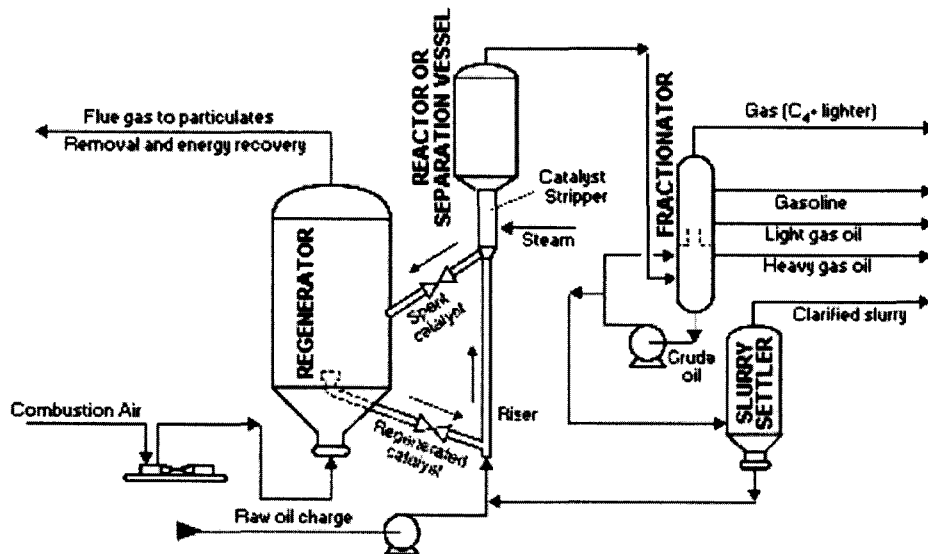 REACTOR OR
SEPARATION VESSEL
Flue gas to particulates
Removal and energy recovery
FRACTIONATOR
Gas (C4+ lighter)
Catalyst
Stripper
Gasoline
Steam
Light gas oil
Heavy gas oil
REGENERATOR
Spent
catalyst
Clarified slurry
Crude
oil
SLURRY
SETTLER
Combustion Air
Riser
Regenerated
catalyst
Raw oil charge